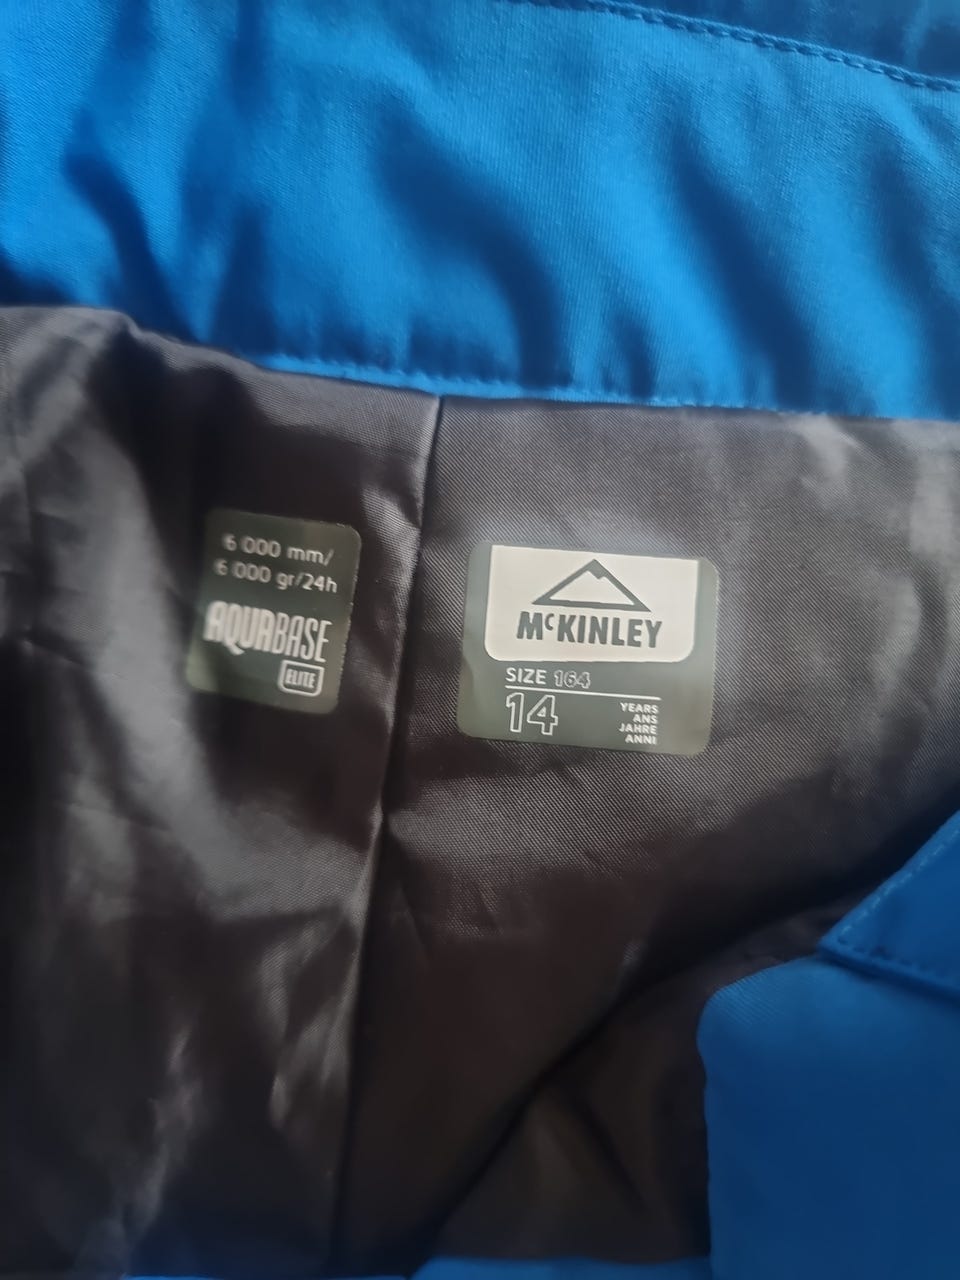 6 000 mm/
6 000 gr/24h
AQUABASE
ELITE
McKINLEY
SIZE 164
14
YEARS
ANS
JAHRE
ANNI